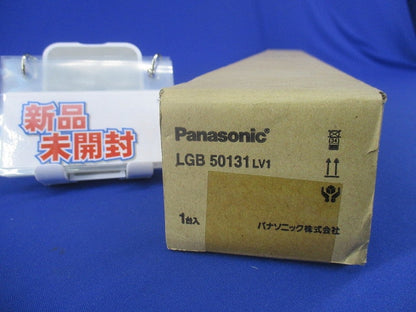 新品
未開封
Panasonic
LGB 50131 LV1
1台入
パナソニック株式会社